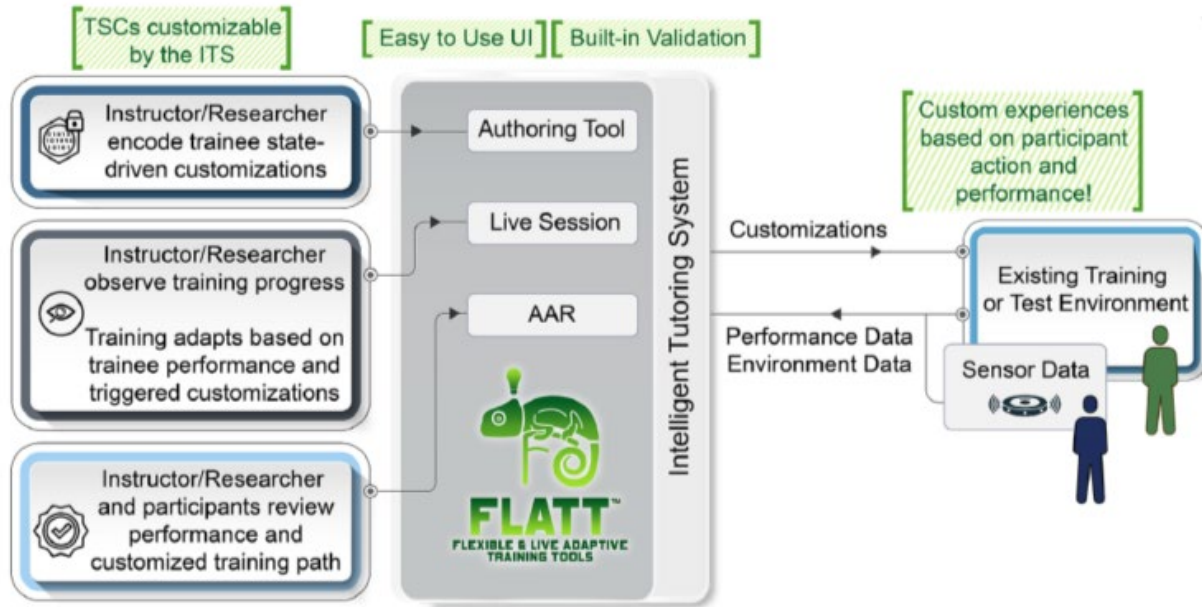 TSCs customizable
by the ITS
Easy to Use UI
Built-in Validation
Instructor/Researcher
encode trainee state-
driven customizations
Instructor/Researcher
observe training progress
Training adapts based on
trainee performance and
triggered customizations
Instructor/Researcher
and participants review
performance and
customized training path
Authoring Tool
Live Session
AAR
FLATT™
FLEXIBLE & LIVE ADAPTIVE
TRAINING TOOLS
Intelligent Tutoring System
Customizations
Performance Data
Environment Data
Custom experiences
based on participant
action and
performance!
Existing Training
or Test Environment
Sensor Data